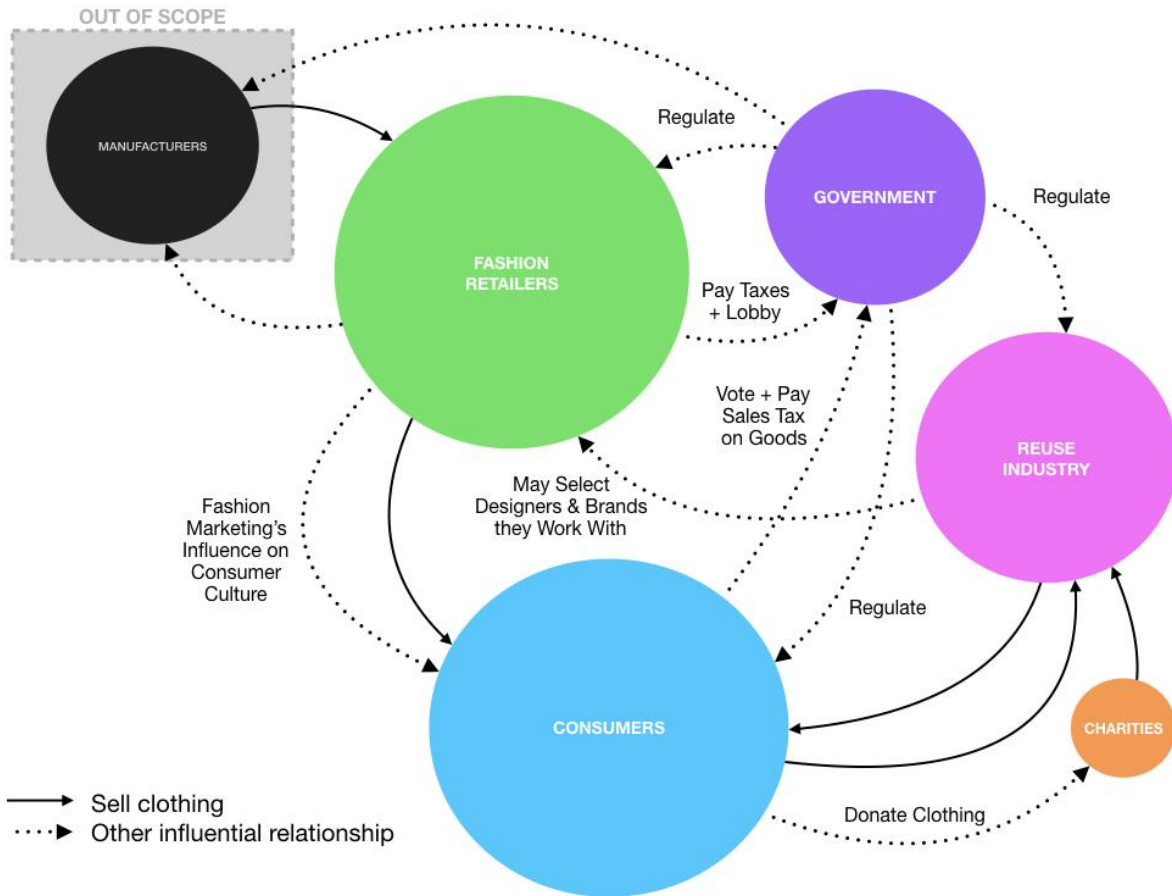 OUT OF SCOPE
MANUFACTURERS
Regulate
GOVERNMENT
Regulate
FASHION
RETAILERS
Pay Taxes
+ Lobby
Vote + Pay
Sales Tax
on Goods
REUSE
INDUSTRY
May Select
Designers & Brands
they Work With
Fashion
Marketing's
Influence on
Consumer
Culture
Regulate
CONSUMERS
CHARITIES
Donate Clothing
Sell clothing
Other influential relationship